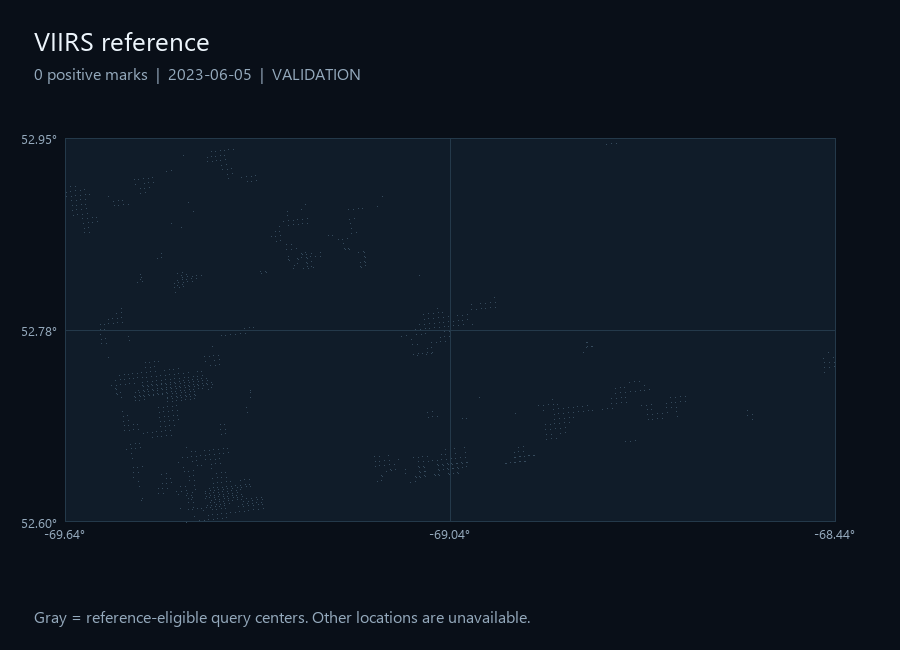 VIIRS reference
0 positive marks | 2023-06-05 | VALIDATION
52.95°
52.78°
52.60°
-69.64°
-69.04°
-68.44°
Gray = reference-eligible query centers. Other locations are unavailable.